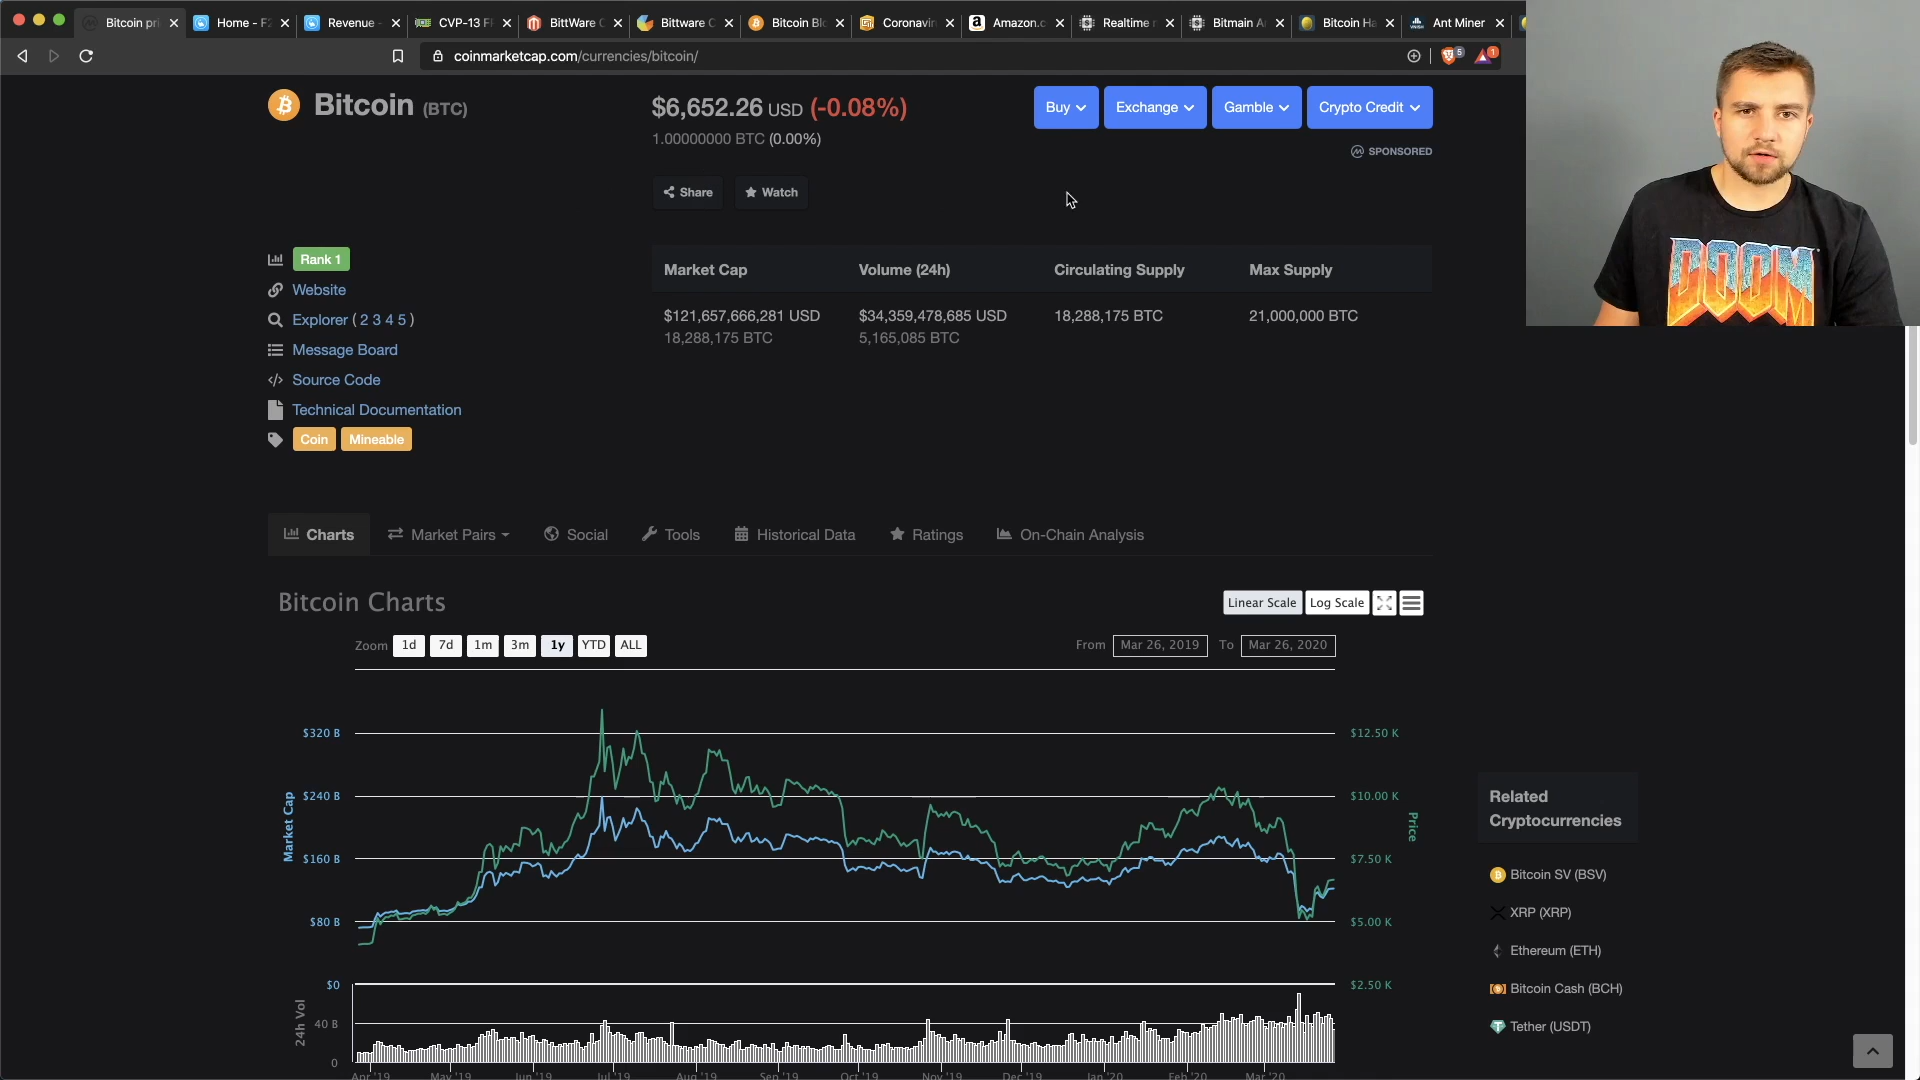 Bitcoin pri
Home - F2
Revenue -
CVP-13 FP
BittWare C
Bittware C
Bitcoin Blo
Coronaviru
Amazon.c
Realtime m
Bitmain A
Bitcoin Ha
Ant Miner
coinmarketcap.com/currencies/bitcoin/
5
1
Bitcoin (BTC)
$6,652.26 USD (-0.08%)
1.00000000 BTC (0.00%)
Buy
Exchange
Gamble
Crypto Credit
SPONSORED
Share
Watch
DOOM
Rank 1
Website
Explorer ( 2 3 4 5 )
Message Board
Source Code
Technical Documentation
Coin
Mineable
Market Cap
Volume (24h)
Circulating Supply
Max Supply
$121,657,666,281 USD
$34,359,478,685 USD
18,288,175 BTC
21,000,000 BTC
18,288,175 BTC
5,165,085 BTC
Charts
Market Pairs
Social
Tools
Historical Data
Ratings
On-Chain Analysis
Bitcoin Charts
Linear Scale
Log Scale
Zoom 1d 7d 1m 3m 1y YTD ALL
From Mar 26, 2019 To Mar 26, 2020
$320 B
$12.50 K
$240 B
$10.00 K
Market Cap
Price
$160 B
$7.50 K
$80 B
$5.00 K
$0
$2.50 K
24h Vol
40 B
0
Apr '19 May '19 Jun '19 Jul '19 Aug '19 Sep '19 Oct '19 Nov '19 Dec '19 Jan '20 Feb '20 Mar '20
Related
Cryptocurrencies
Bitcoin SV (BSV)
XRP (XRP)
Ethereum (ETH)
Bitcoin Cash (BCH)
Tether (USDT)